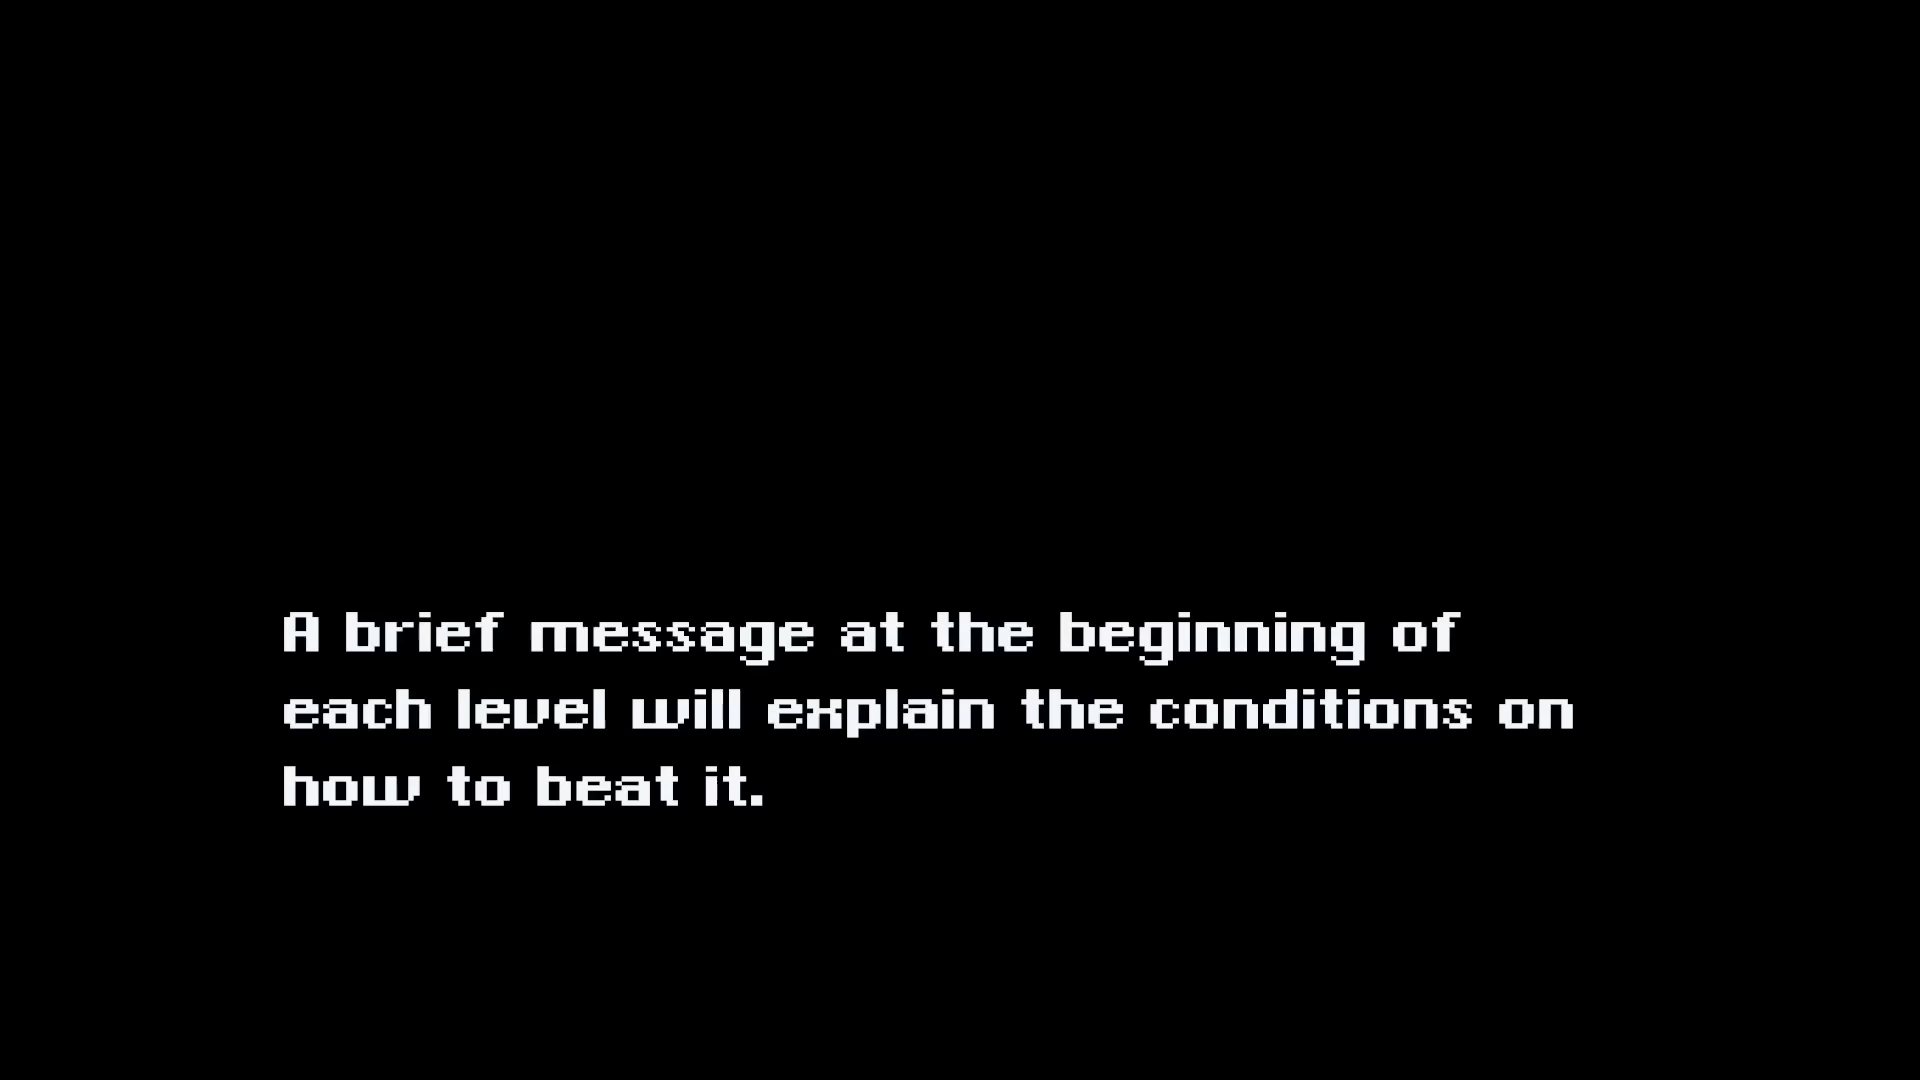 A brief message at the beginning of
each level will explain the conditions on
how to beat it.